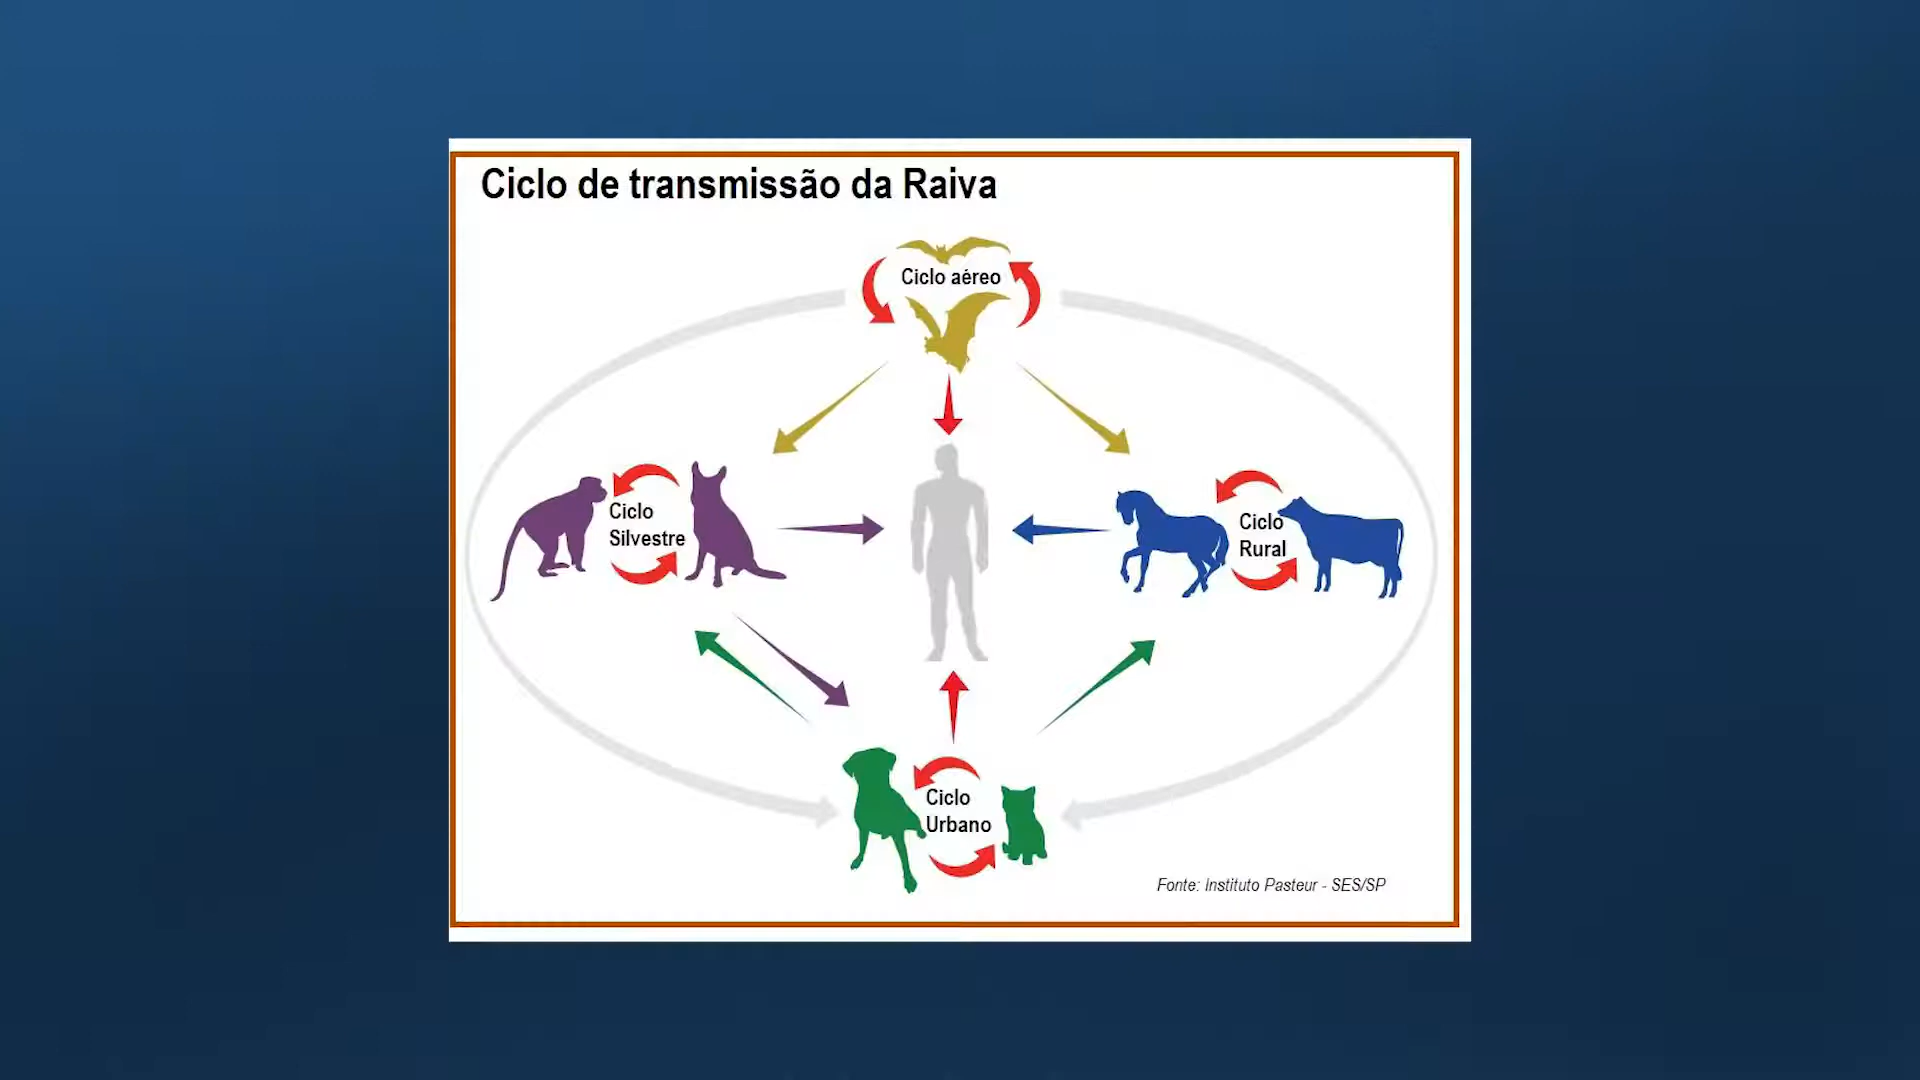 Ciclo de transmissão da Raiva
Ciclo aéreo
Ciclo
Silvestre
Ciclo
Rural
Ciclo
Urbano
Fonte: Instituto Pasteur - SES/SP